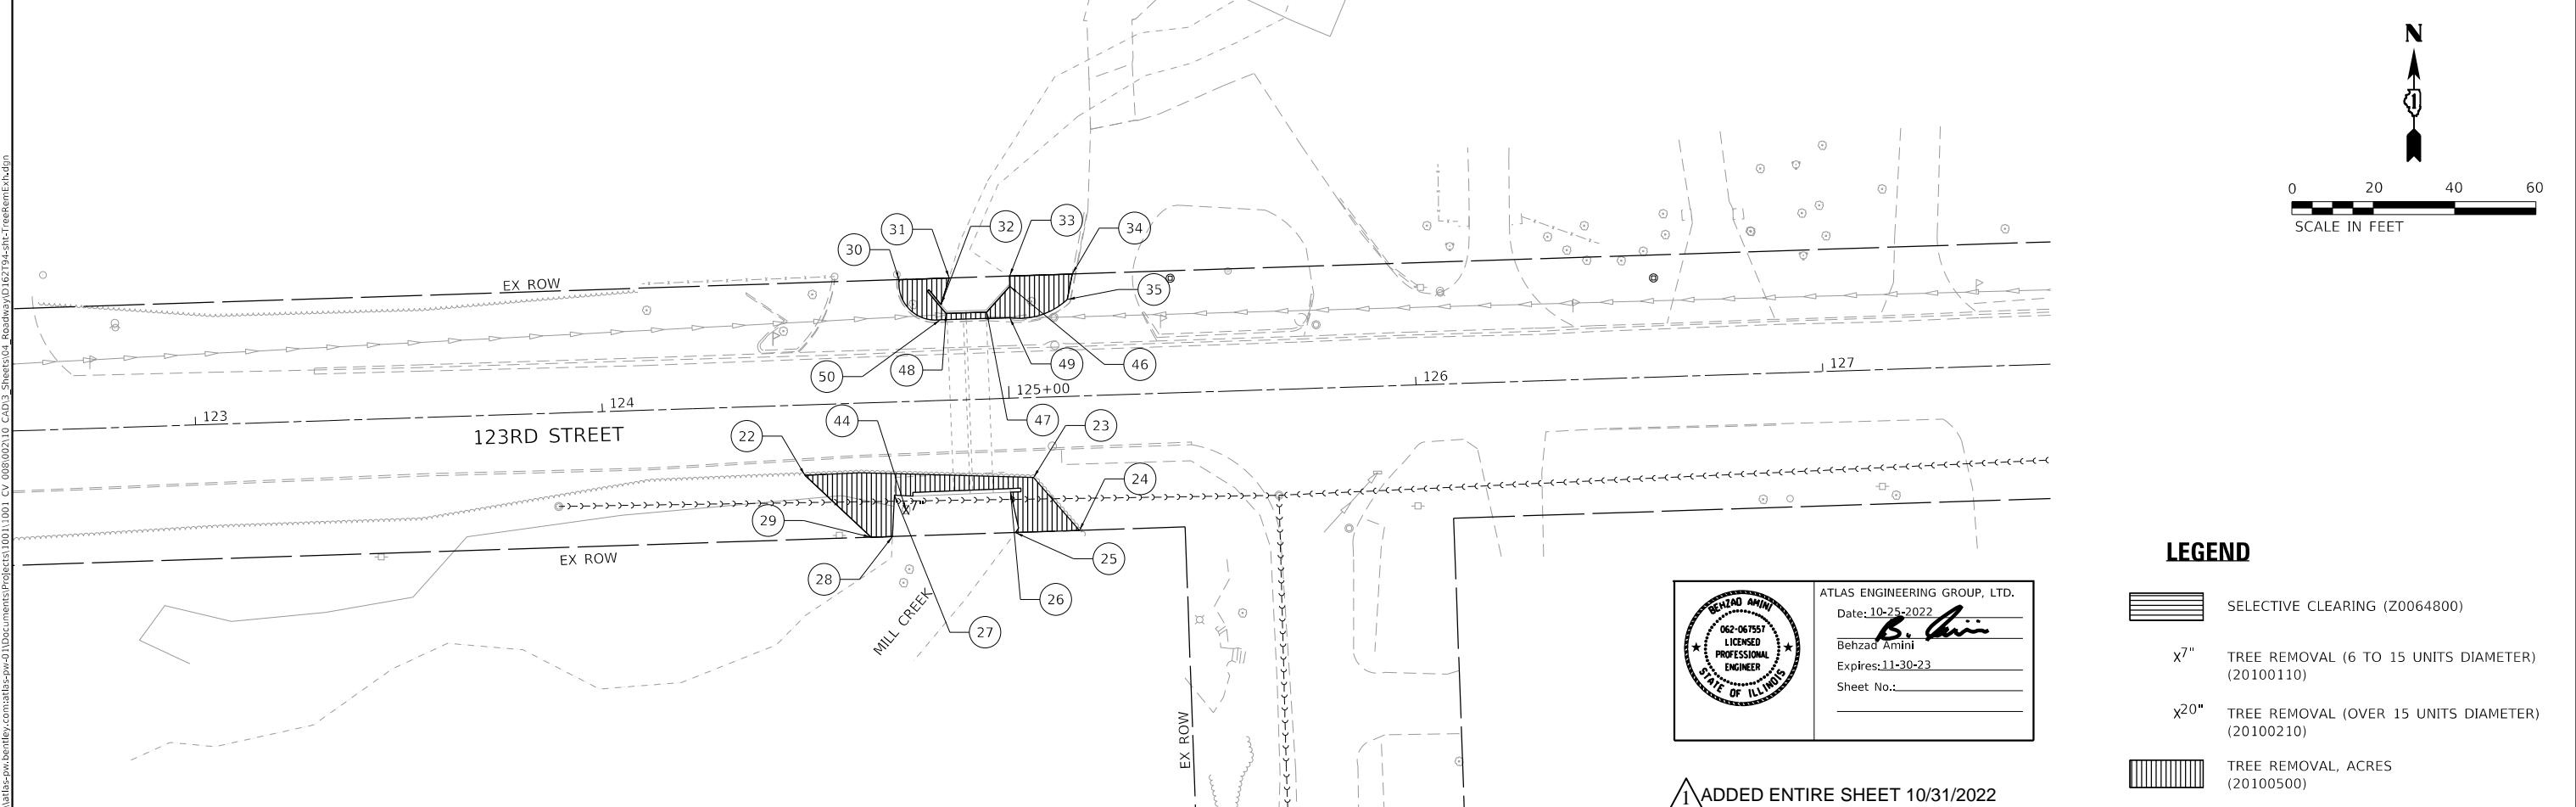 N
1
0 20 40 60
SCALE IN FEET
31
32
33
34
30
35
EX ROW
50
48
49
46
47
123
124
125+00
126
127
123RD STREET
44
22
23
24
X7"
29
EX ROW
28
25
26
27
MILL CREEK
EX ROW
BEHZAD AMINI
062-067557
LICENSED
PROFESSIONAL
ENGINEER
STATE OF ILLINOIS
ATLAS ENGINEERING GROUP, LTD.
Date: 10-25-2022
B. Amini
Behzad Amini
Expires: 11-30-23
Sheet No.:
1 ADDED ENTIRE SHEET 10/31/2022
LEGEND
SELECTIVE CLEARING (Z0064800)
X7" TREE REMOVAL (6 TO 15 UNITS DIAMETER)
(20100110)
X20" TREE REMOVAL (OVER 15 UNITS DIAMETER)
(20100210)
TREE REMOVAL, ACRES
(20100500)